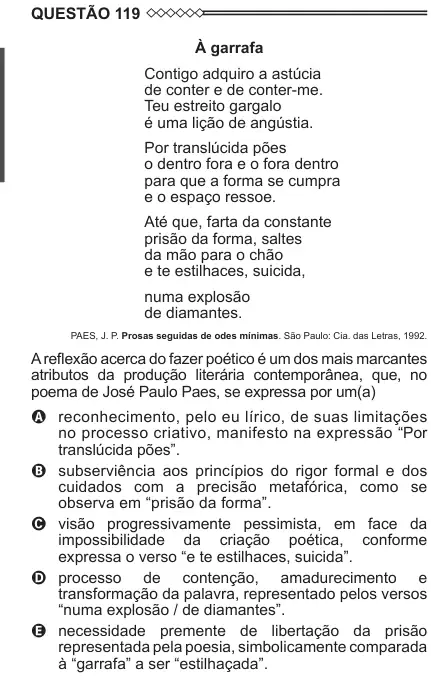 QUESTÃO 119
À garrafa
Contigo adquiro a astúcia
de conter e de conter-me.
Teu estreito gargalo
é uma lição de angústia.
Por translúcida pões
o dentro fora e o fora dentro
para que a forma se cumpra
e o espaço ressoe.
Até que, farta da constante
prisão da forma, saltes
da mão para o chão
e te estilhaces, suicida,
numa explosão
de diamantes.
PAES, J. P. Prosas seguidas de odes mínimas. São Paulo: Cia. das Letras, 1992.
A reflexão acerca do fazer poético é um dos mais marcantes
atributos da produção literária contemporânea, que, no
poema de José Paulo Paes, se expressa por um(a)
A reconhecimento, pelo eu lírico, de suas limitações
no processo criativo, manifesto na expressão “Por
translúcida pões”.
B subserviência aos princípios do rigor formal e dos
cuidados com a precisão metafórica, como se
observa em “prisão da forma”.
C visão progressivamente pessimista, em face da
impossibilidade da criação poética, conforme
expressa o verso “e te estilhaces, suicida”.
D processo de contenção, amadurecimento e
transformação da palavra, representado pelos versos
“numa explosão / de diamantes”.
E necessidade premente de libertação da prisão
representada pela poesia, simbolicamente comparada
à “garrafa” a ser “estilhaçada”.